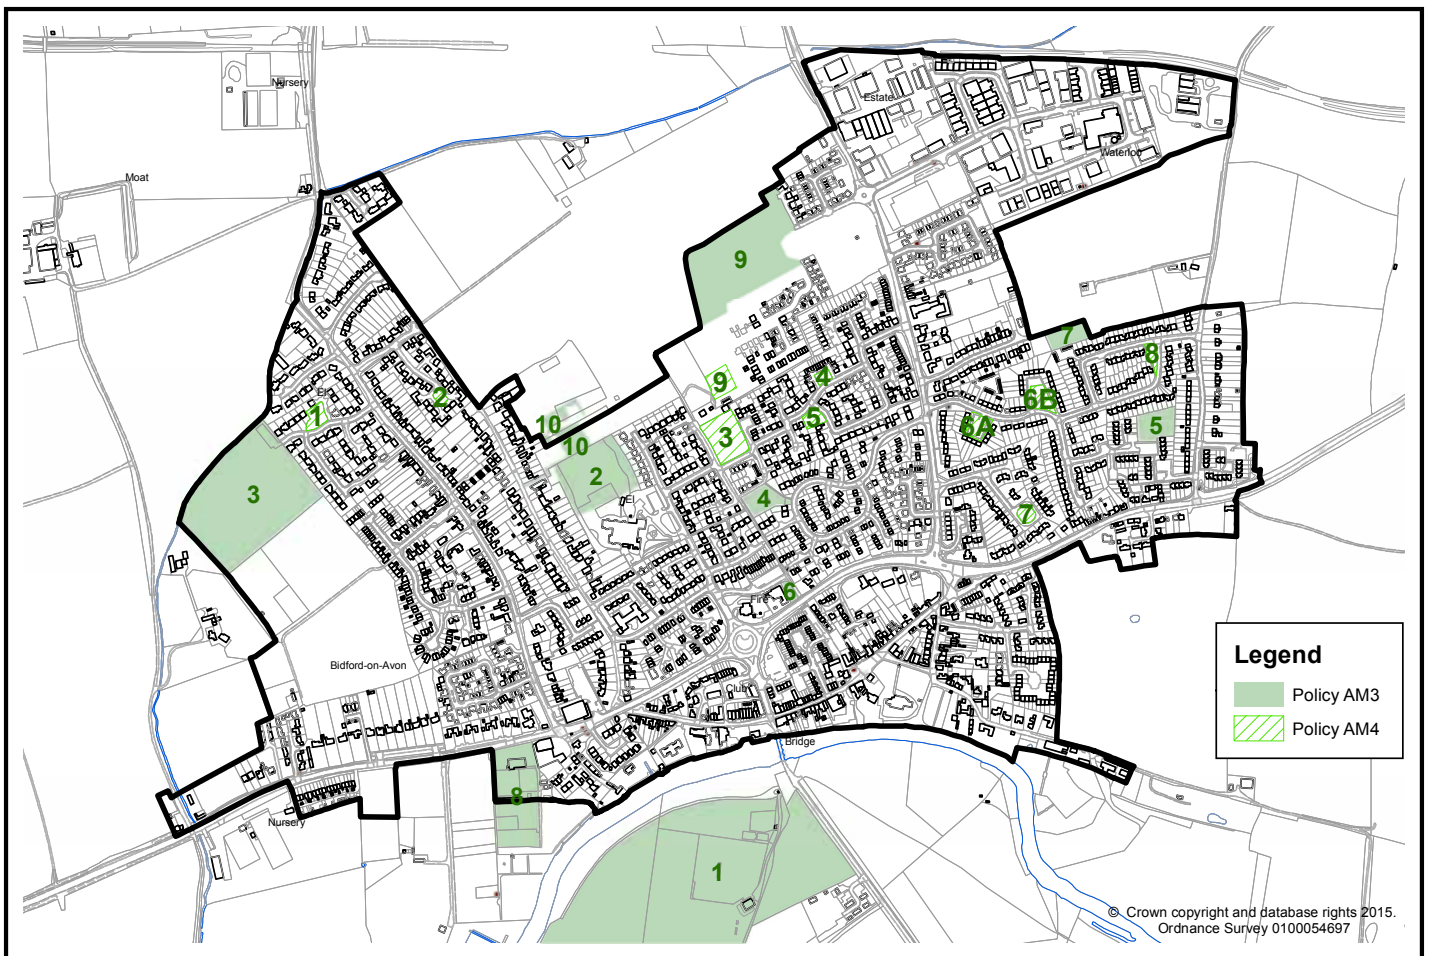 Nursery
Estate
Waterloo
Moat
9
7
8
4
9
2
El
1
5
6B
6A
5
10
3
10
2
3
4
El
7
6
Fire
Bidford-on-Avon
Club
Bridge
8
Nursery
1
Legend
Policy AM3
Policy AM4
© Crown copyright and database rights 2015.
Ordnance Survey 0100054697